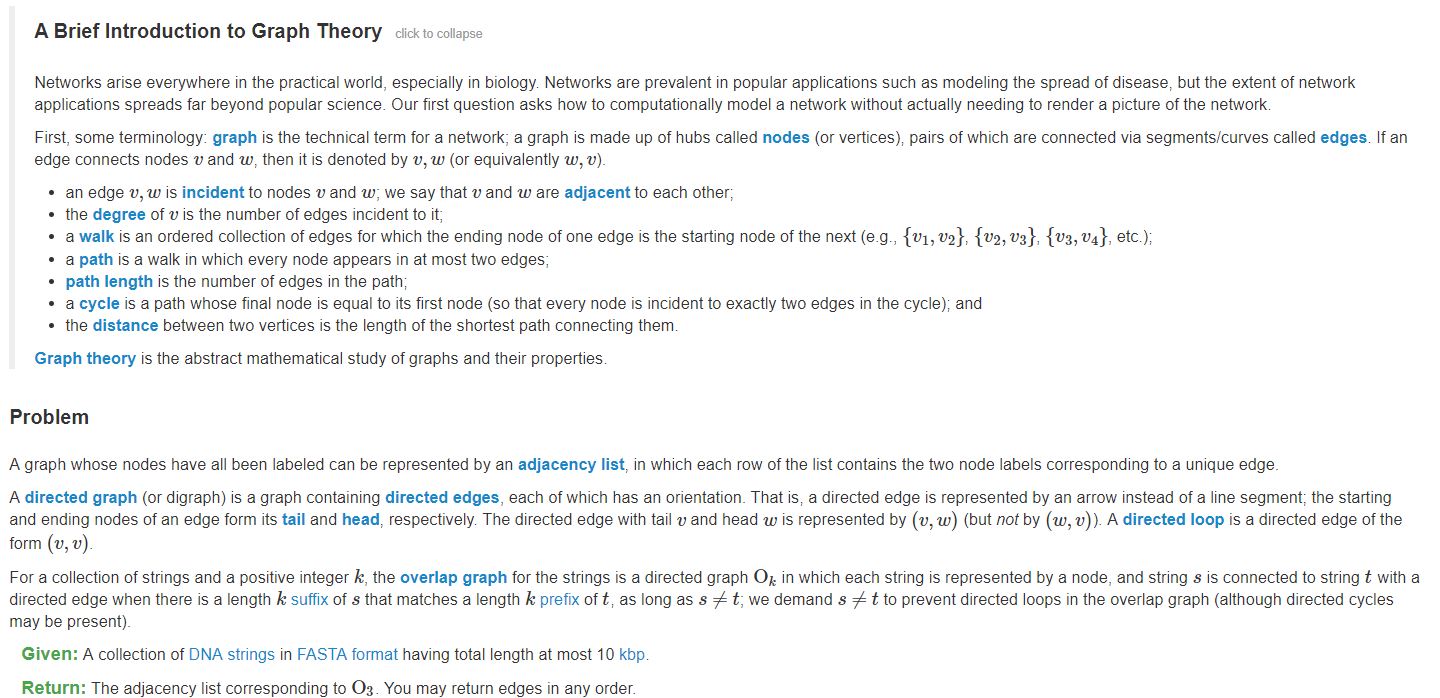 A Brief Introduction to Graph Theory click to collapse
Networks arise everywhere in the practical world, especially in biology. Networks are prevalent in popular applications such as modeling the spread of disease, but the extent of network
applications spreads far beyond popular science. Our first question asks how to computationally model a network without actually needing to render a picture of the network.
First, some terminology: graph is the technical term for a network; a graph is made up of hubs called nodes (or vertices), pairs of which are connected via segments/curves called edges. If an
edge connects nodes v and w, then it is denoted by v, w (or equivalently w, v).
• an edge v, w is incident to nodes v and w; we say that v and w are adjacent to each other;
• the degree of v is the number of edges incident to it;
• a walk is an ordered collection of edges for which the ending node of one edge is the starting node of the next (e.g., {v₁, v₂}, {v₂, v₃}, {v₃, v₄}, etc.);
• a path is a walk in which every node appears in at most two edges;
• path length is the number of edges in the path;
• a cycle is a path whose final node is equal to its first node (so that every node is incident to exactly two edges in the cycle); and
• the distance between two vertices is the length of the shortest path connecting them.
Graph theory is the abstract mathematical study of graphs and their properties.
Problem
A graph whose nodes have all been labeled can be represented by an adjacency list, in which each row of the list contains the two node labels corresponding to a unique edge.
A directed graph (or digraph) is a graph containing directed edges, each of which has an orientation. That is, a directed edge is represented by an arrow instead of a line segment; the starting
and ending nodes of an edge form its tail and head, respectively. The directed edge with tail v and head w is represented by (v, w) (but not by (w, v)). A directed loop is a directed edge of the
form (v, v).
For a collection of strings and a positive integer k, the overlap graph for the strings is a directed graph Oₖ in which each string is represented by a node, and string s is connected to string t with a
directed edge when there is a length k suffix of s that matches a length k prefix of t, as long as s ≠ t; we demand s ≠ t to prevent directed loops in the overlap graph (although directed cycles
may be present).
Given: A collection of DNA strings in FASTA format having total length at most 10 kbp.
Return: The adjacency list corresponding to O₃. You may return edges in any order.